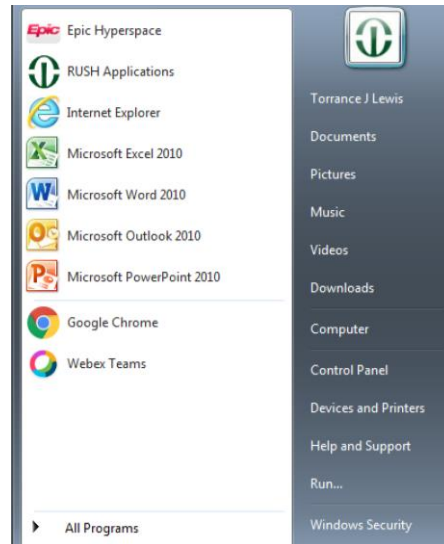 Epic Epic Hyperspace
RUSH Applications
Internet Explorer
Microsoft Excel 2010
Microsoft Word 2010
Microsoft Outlook 2010
Microsoft PowerPoint 2010
Google Chrome
Webex Teams
All Programs
Torrance J Lewis
Documents
Pictures
Music
Videos
Downloads
Computer
Control Panel
Devices and Printers
Help and Support
Run...
Windows Security